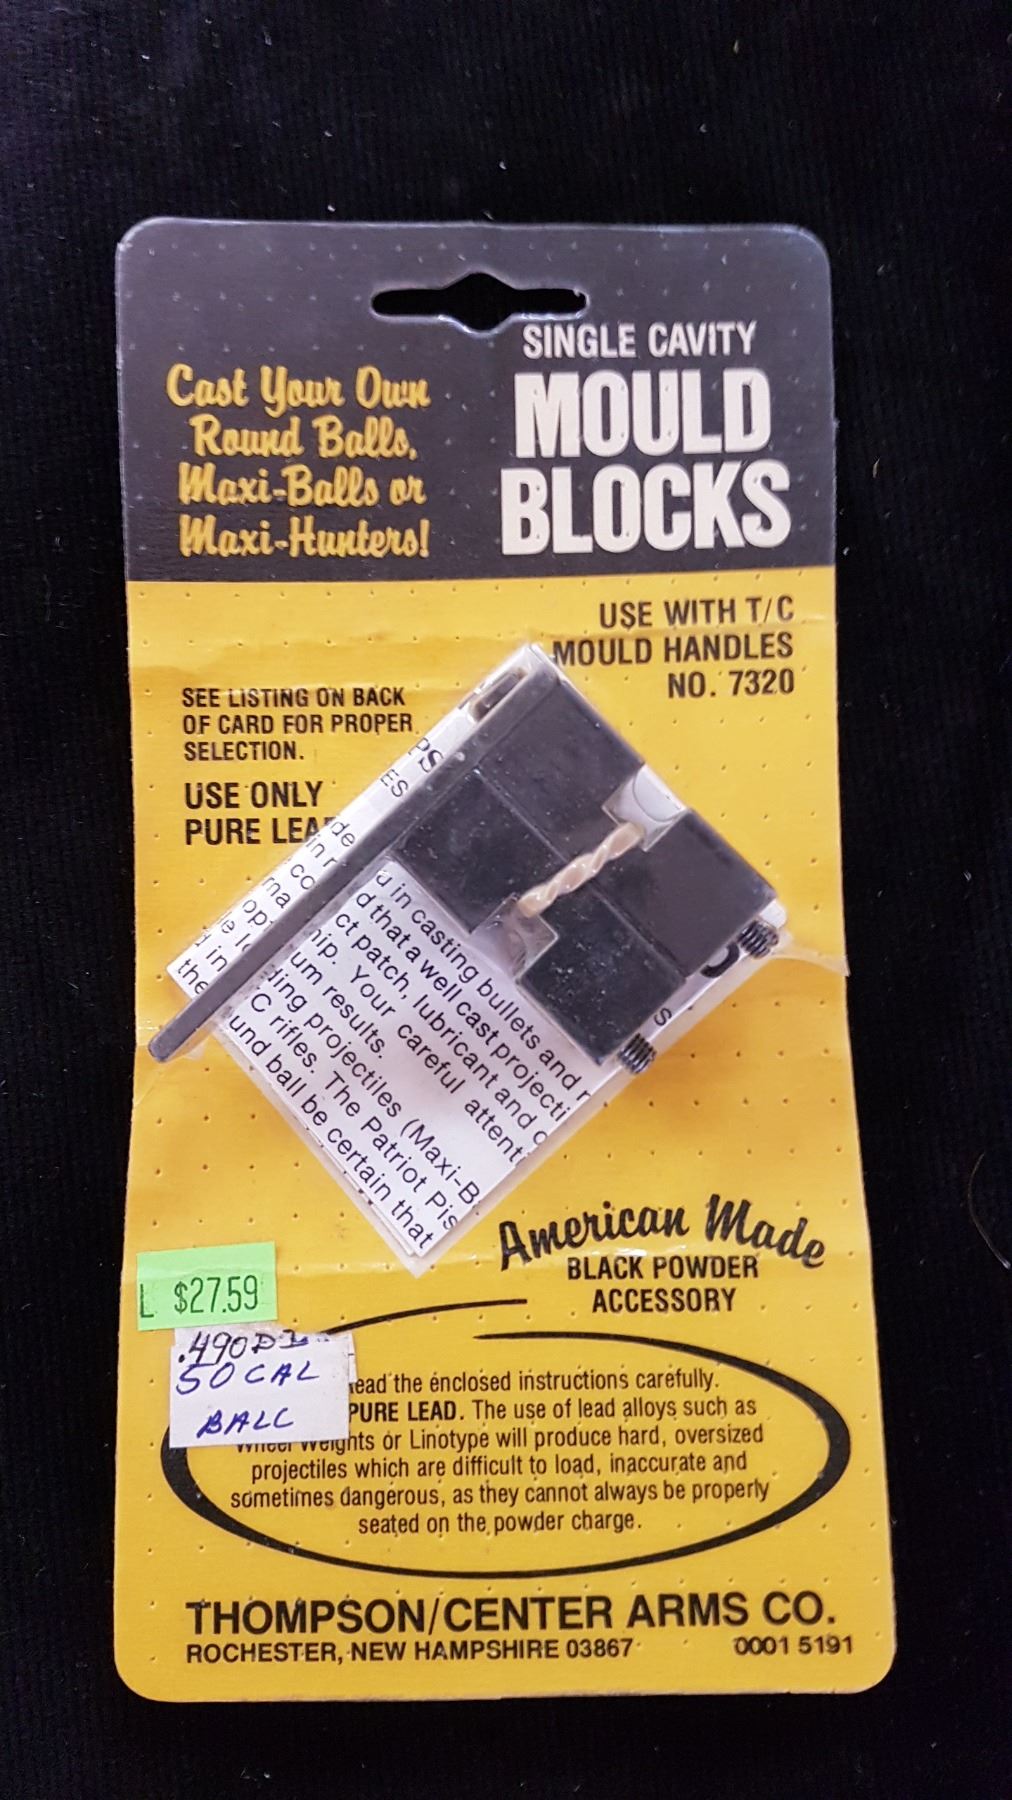 SINGLE CAVITY
MOULD
BLOCKS
Cast Your Own
Round Balls,
Maxi-Balls or
Maxi-Hunters!
USE WITH T/C
MOULD HANDLES
NO. 7320
SEE LISTING ON BACK
OF CARD FOR PROPER
SELECTION.
USE ONLY
PURE LEA
PS
ES
u in casting bullets and r
d that a well cast projecti
ct patch, lubricant and c
hip. Your careful attent
um results.
ding projectiles (Maxi-B
C rifles. The Patriot Pis
und ball be certain that
American Made
BLACK POWDER
ACCESSORY
L $27.59
.490
50 CAL
BALL
ead the enclosed instructions carefully.
PURE LEAD. The use of lead alloys such as
Wheel Weights or Linotype will produce hard, oversized
projectiles which are difficult to load, inaccurate and
sometimes dangerous, as they cannot always be properly
seated on the powder charge.
THOMPSON/CENTER ARMS CO.
ROCHESTER, NEW HAMPSHIRE 03867
0001 5191